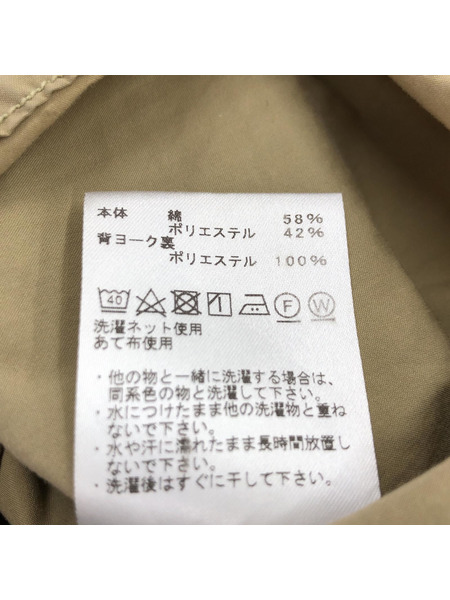 本体 綿 58%
ポリエステル 42%
背ヨーク裏
ポリエステル 100%
40 F W
洗濯ネット使用
あて布使用
・他の物と一緒に洗濯する場合は、
同系色の物と洗濯して下さい。
・水につけたまま他の洗濯物と重ね
ないで下さい。
・水や汗に濡れたまま長時間放置し
ないで下さい。
・洗濯後はすぐに干して下さい。